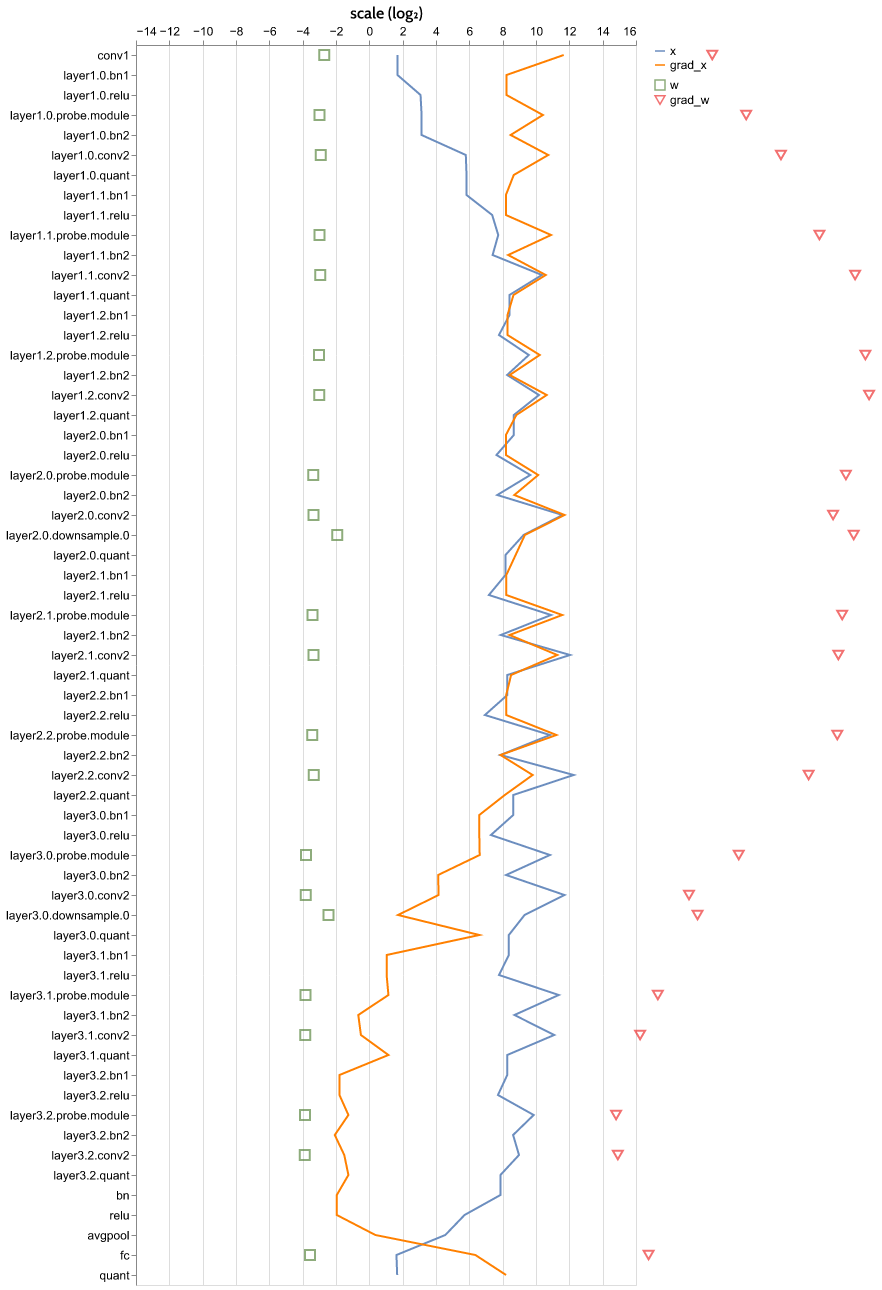 scale (log₂)
−14 −12 −10 −8 −6 −4 −2 0 2 4 6 8 10 12 14 16
x
grad_x
w
grad_w
conv1
layer1.0.bn1
layer1.0.relu
layer1.0.probe.module
layer1.0.bn2
layer1.0.conv2
layer1.0.quant
layer1.1.bn1
layer1.1.relu
layer1.1.probe.module
layer1.1.bn2
layer1.1.conv2
layer1.1.quant
layer1.2.bn1
layer1.2.relu
layer1.2.probe.module
layer1.2.bn2
layer1.2.conv2
layer1.2.quant
layer2.0.bn1
layer2.0.relu
layer2.0.probe.module
layer2.0.bn2
layer2.0.conv2
layer2.0.downsample.0
layer2.0.quant
layer2.1.bn1
layer2.1.relu
layer2.1.probe.module
layer2.1.bn2
layer2.1.conv2
layer2.1.quant
layer2.2.bn1
layer2.2.relu
layer2.2.probe.module
layer2.2.bn2
layer2.2.conv2
layer2.2.quant
layer3.0.bn1
layer3.0.relu
layer3.0.probe.module
layer3.0.bn2
layer3.0.conv2
layer3.0.downsample.0
layer3.0.quant
layer3.1.bn1
layer3.1.relu
layer3.1.probe.module
layer3.1.bn2
layer3.1.conv2
layer3.1.quant
layer3.2.bn1
layer3.2.relu
layer3.2.probe.module
layer3.2.bn2
layer3.2.conv2
layer3.2.quant
bn
relu
avgpool
fc
quant